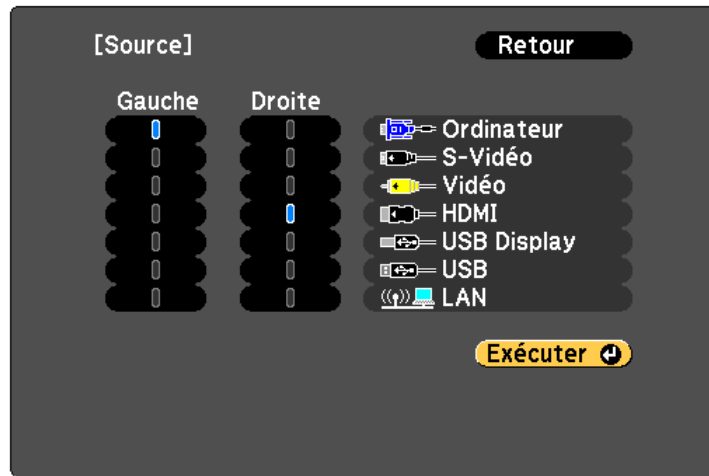 [Source] Retour
Gauche Droite
Ordinateur
S-Vidéo
Vidéo
HDMI
USB Display
USB
LAN
Exécuter